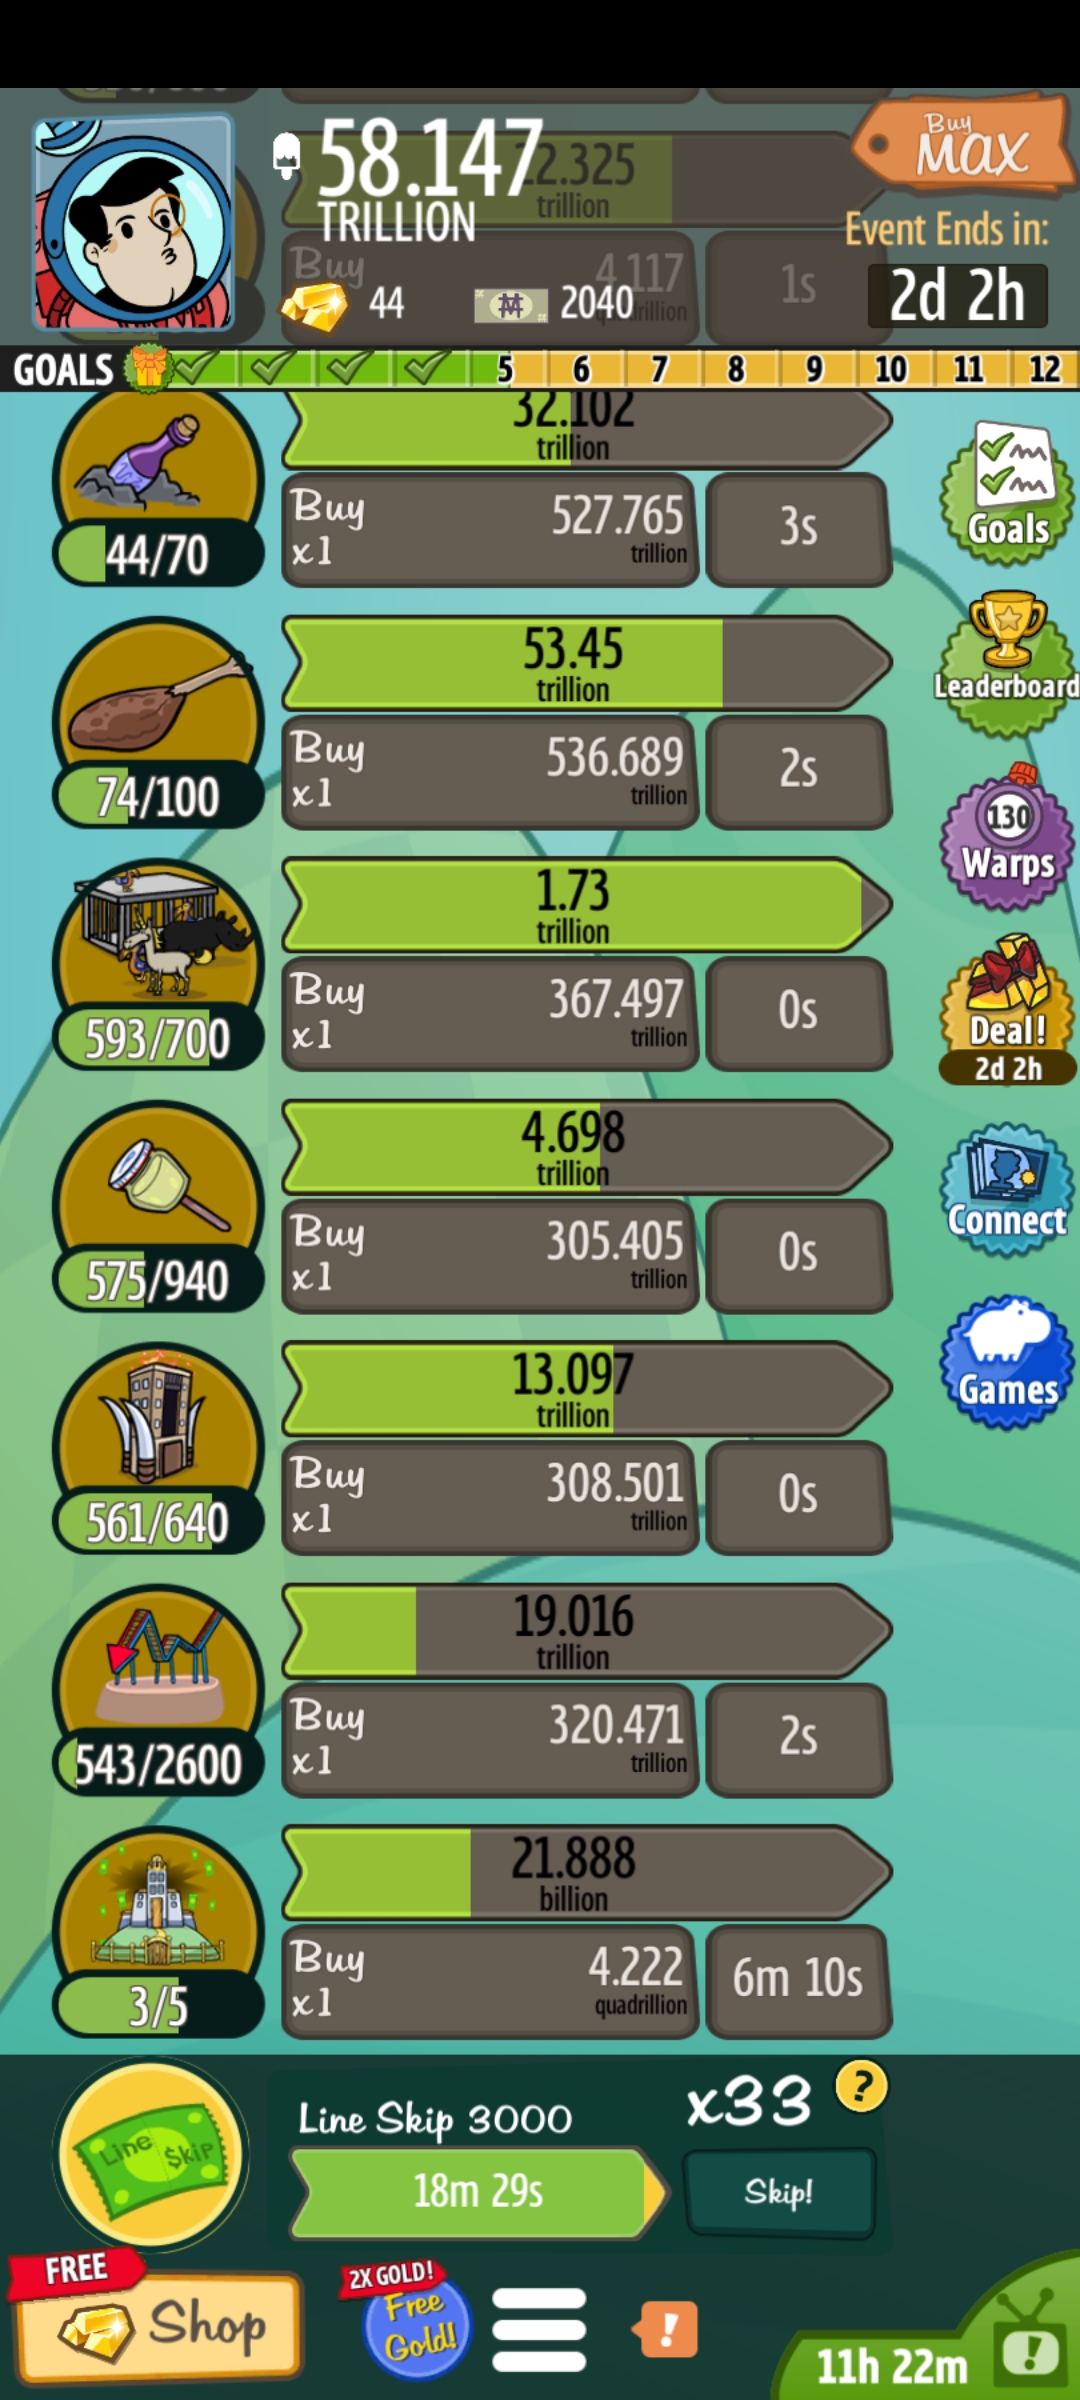 58.147
TRILLION
22.325
trillion
Buy
MAX
Event Ends in:
2d 2h
Buy
4.117
1s
44
2040
GOALS
5 6 7 8 9 10 11 12
32.102
trillion
44/70
Buy
x1
527.765
trillion
3s
Goals
53.45
trillion
74/100
Buy
x1
536.689
trillion
2s
Leaderboard
130
Warps
1.73
trillion
593/700
Buy
x1
367.497
trillion
0s
Deal!
2d 2h
4.698
trillion
575/940
Buy
x1
305.405
trillion
0s
Connect
13.097
trillion
561/640
Buy
x1
308.501
trillion
0s
Games
19.016
trillion
543/2600
Buy
x1
320.471
trillion
2s
21.888
billion
3/5
Buy
x1
4.222
quadrillion
6m 10s
Line $kip
Line Skip 3000
x33
?
18m 29s
Skip!
FREE
Shop
2X GOLD!
Free
Gold!
!
11h 22m
!